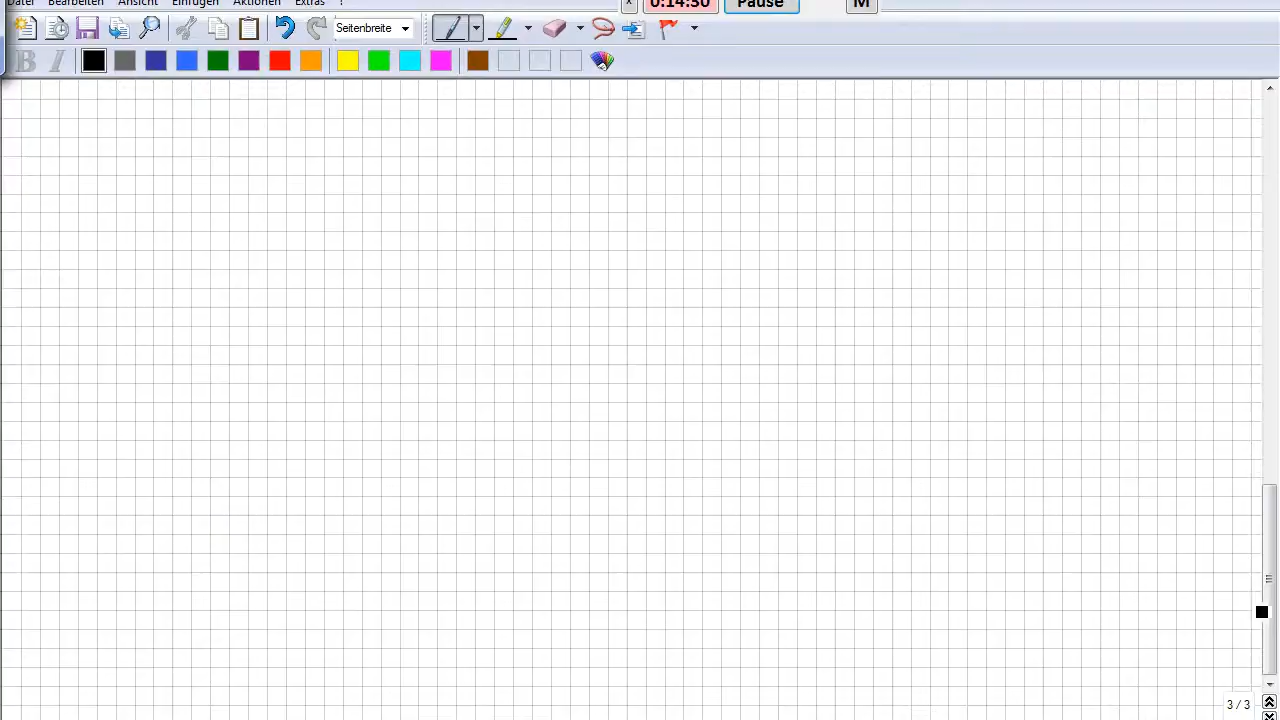 Datei Bearbeiten Ansicht Einfügen Aktionen Extras ?
0:14:50 Pause M
Seitenbreite
B I
3 / 3